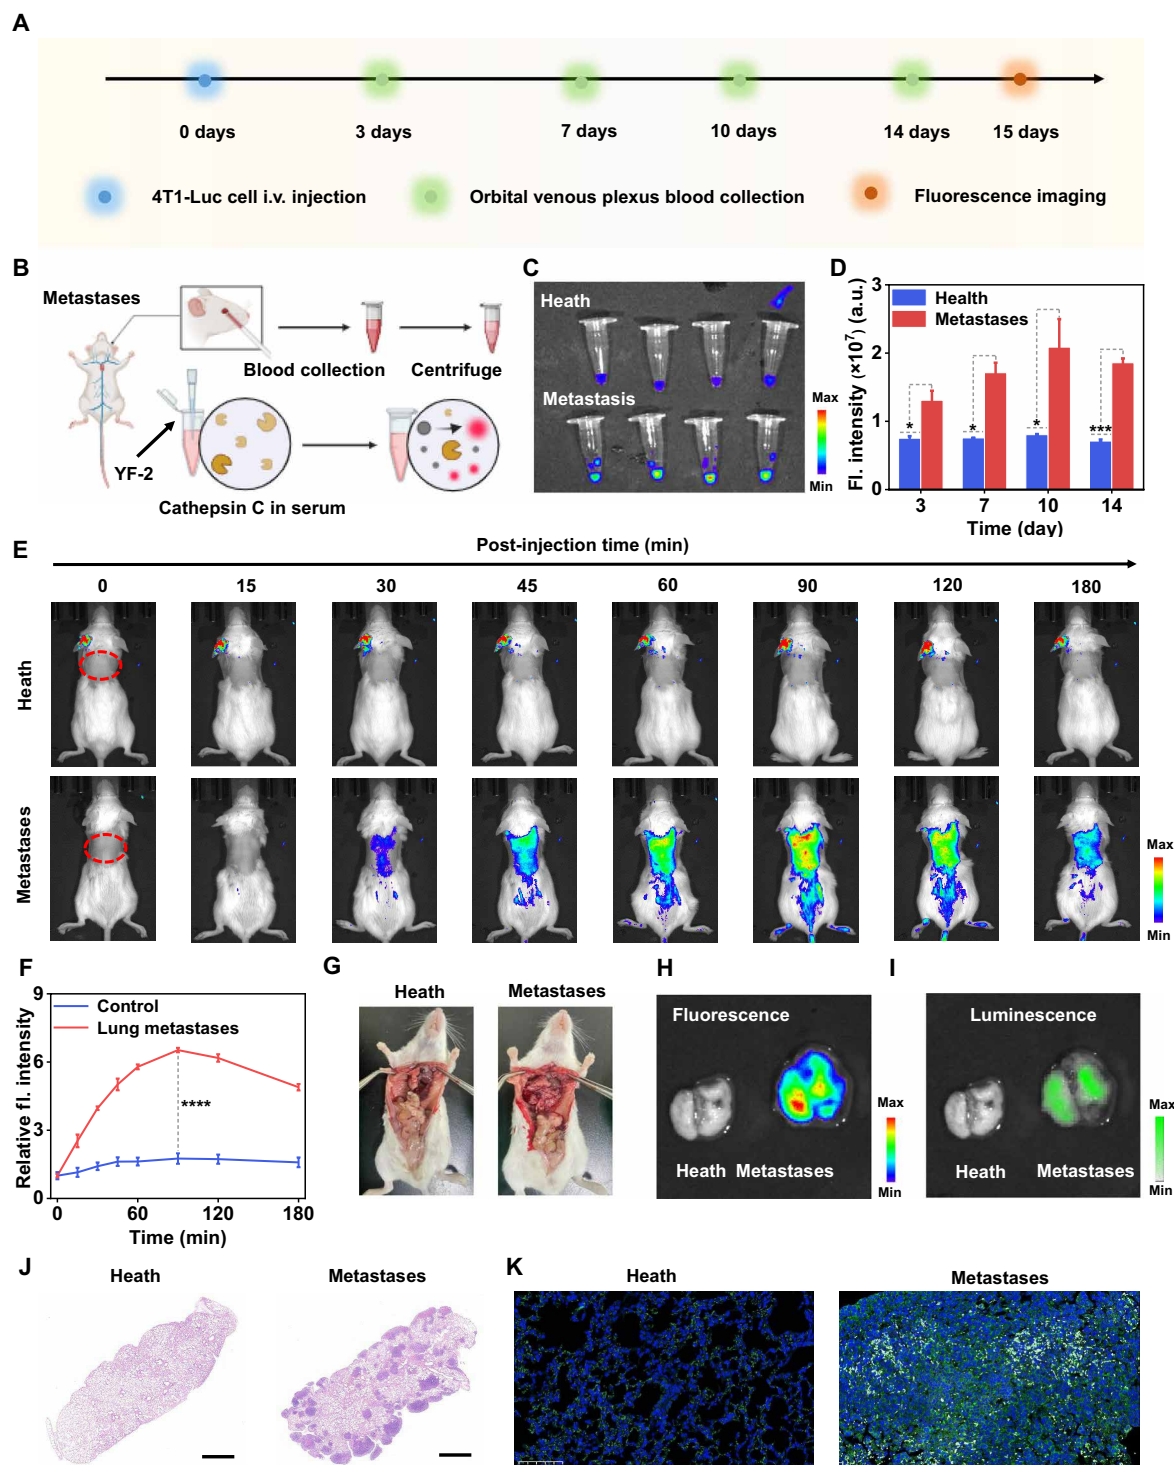 A
0 days 3 days 7 days 10 days 14 days 15 days
4T1-Luc cell i.v. injection Orbital venous plexus blood collection Fluorescence imaging
B
Metastases
Blood collection Centrifuge
YF-2
Cathepsin C in serum
C
Heath
Metastasis
Max
Min
D
Fl. intensity (×10⁷) (a.u.)
3
2
1
0
Health
Metastases
* * * ***
3 7 10 14
Time (day)
E
Post-injection time (min)
0 15 30 45 60 90 120 180
Heath
Metastases
Max
Min
F
Relative fl. intensity
9
6
3
0
Control
Lung metastases
****
0 60 120 180
Time (min)
G
Heath Metastases
H
Fluorescence
Heath Metastases
Max
Min
I
Luminescence
Heath Metastases
Max
Min
J
Heath Metastases
K
Heath Metastases